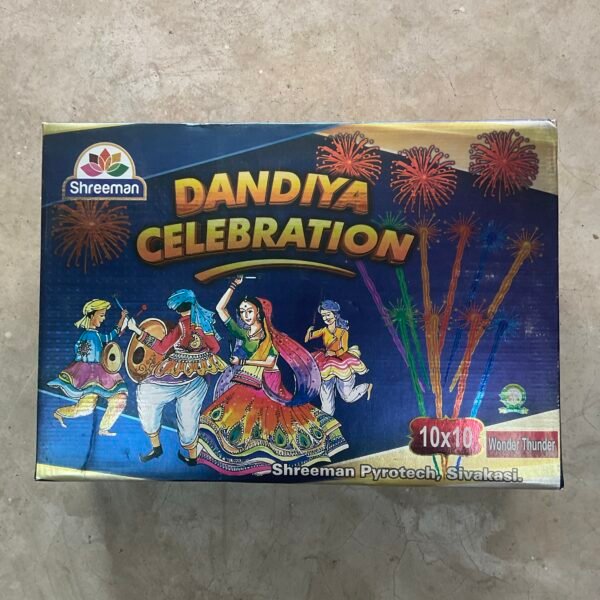 Shreeman
DANDIYA
CELEBRATION
10x10
Wonder Thunder
Shreeman Pyrotech, Sivakasi.